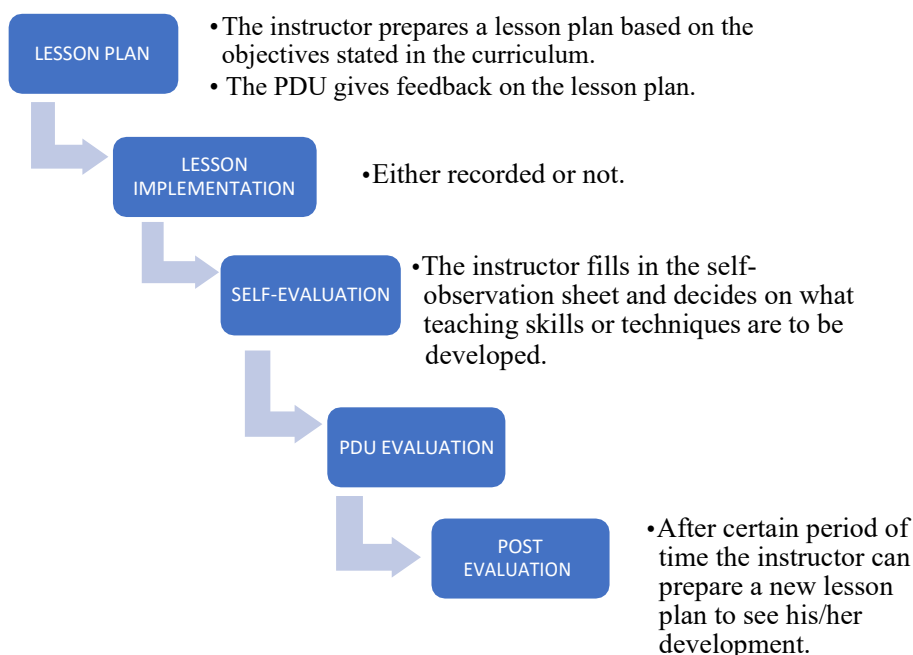 LESSON PLAN
• The instructor prepares a lesson plan based on the
objectives stated in the curriculum.
• The PDU gives feedback on the lesson plan.
LESSON
IMPLEMENTATION
•Either recorded or not.
SELF-EVALUATION
•The instructor fills in the self-
observation sheet and decides on what
teaching skills or techniques are to be
developed.
PDU EVALUATION
POST
EVALUATION
•After certain period of
time the instructor can
prepare a new lesson
plan to see his/her
development.